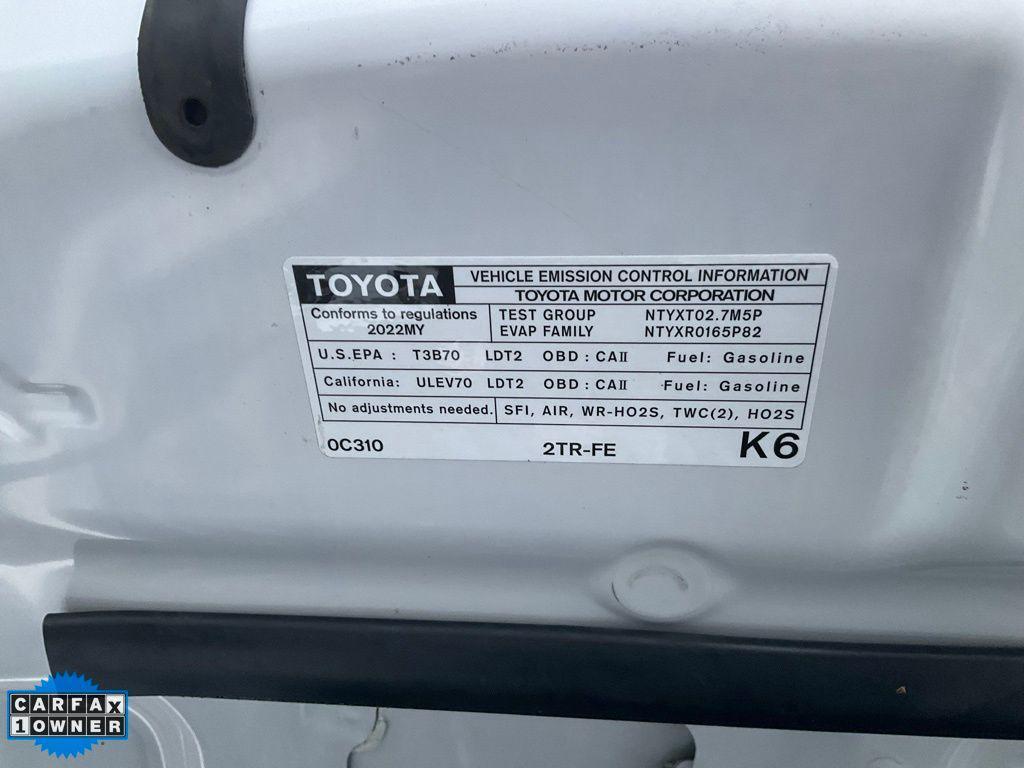 TOYOTA
VEHICLE EMISSION CONTROL INFORMATION
TOYOTA MOTOR CORPORATION
Conforms to regulations
2022MY
TEST GROUP NTYXT02.7M5P
EVAP FAMILY NTYXR0165P82
U.S.EPA : T3B70 LDT2 OBD : CAII Fuel: Gasoline
California: ULEV70 LDT2 OBD : CAII Fuel: Gasoline
No adjustments needed. SFI, AIR, WR-HO2S, TWC(2), HO2S
0C310 2TR-FE K6
CARFAX
1 OWNER